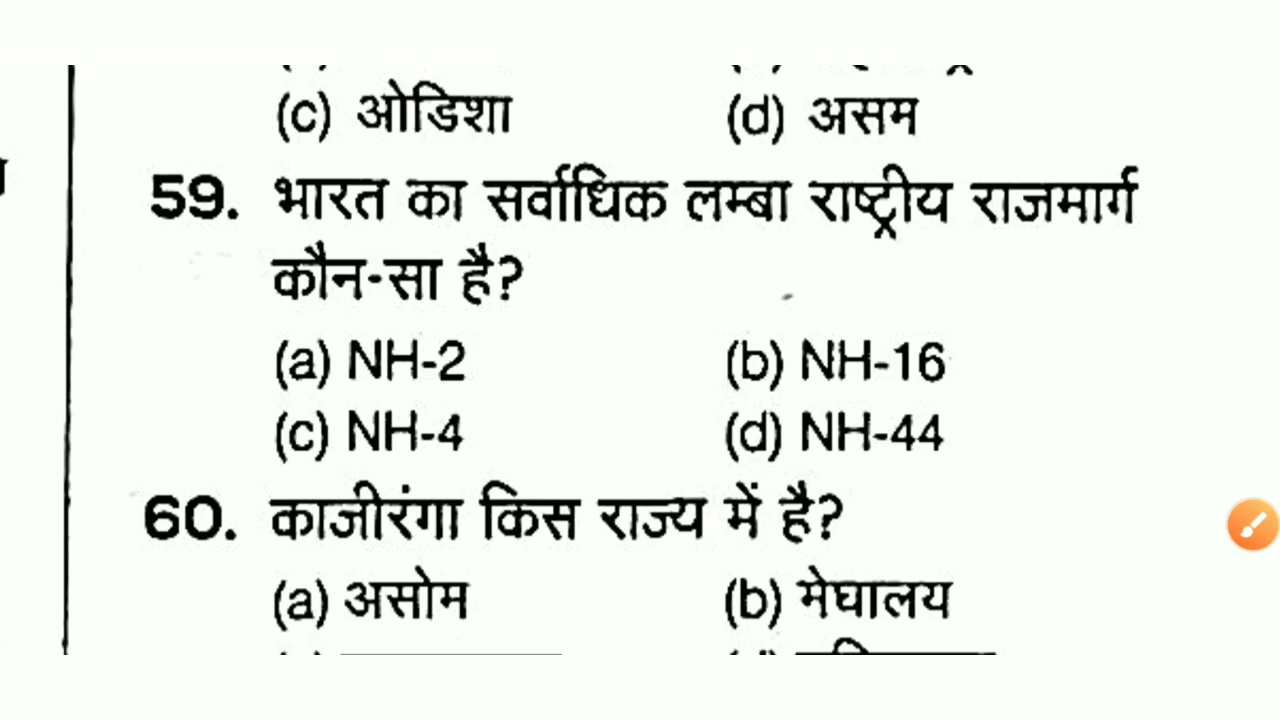 (c) ओडिशा (d) असम
59. भारत का सर्वाधिक लम्बा राष्ट्रीय राजमार्ग
कौन-सा है?
(a) NH-2 (b) NH-16
(c) NH-4 (d) NH-44
60. काजीरंगा किस राज्य में है?
(a) असोम (b) मेघालय